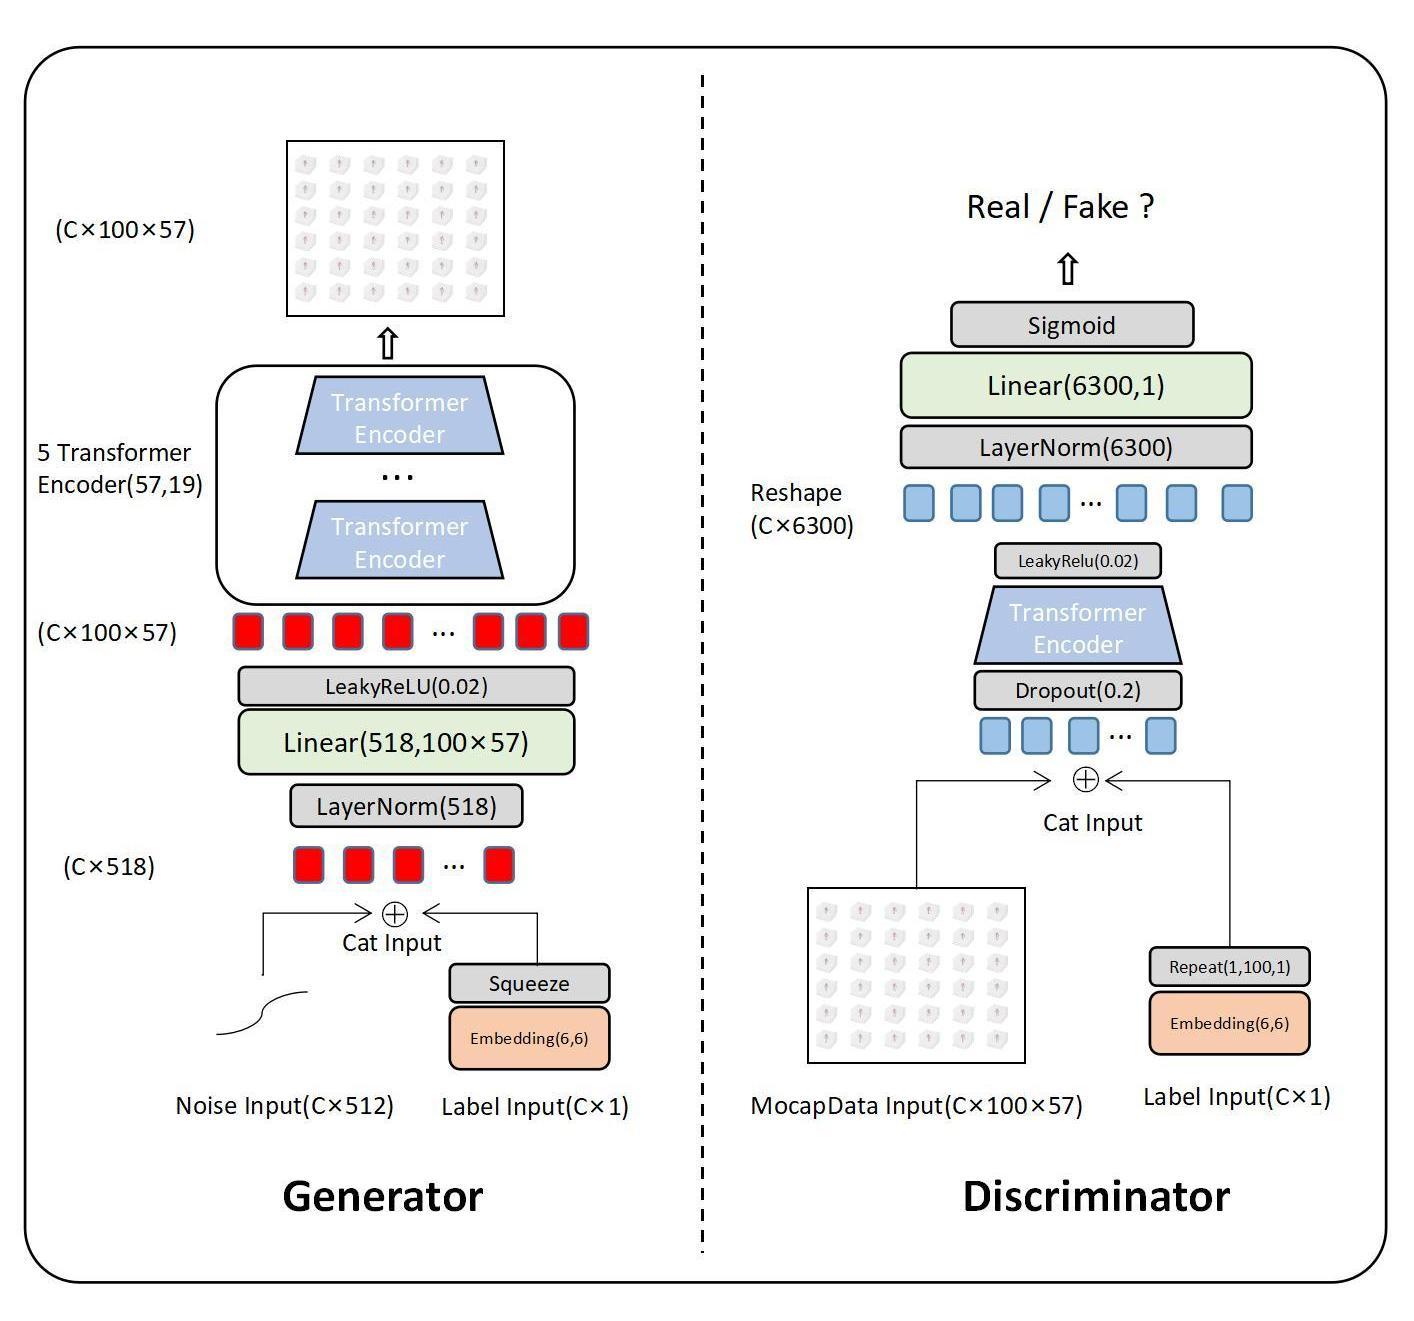 (C×100×57)
Transformer
Encoder
...
5 Transformer
Encoder(57,19)
Transformer
Encoder
(C×100×57)
...
LeakyReLU(0.02)
Linear(518,100×57)
LayerNorm(518)
(C×518)
...
Cat Input
Squeeze
Embedding(6,6)
Noise Input(C×512)
Label Input(C×1)
Generator
Real / Fake ?
Sigmoid
Linear(6300,1)
LayerNorm(6300)
Reshape
(C×6300)
...
LeakyRelu(0.02)
Transformer
Encoder
Dropout(0.2)
...
Cat Input
Repeat(1,100,1)
Embedding(6,6)
MocapData Input(C×100×57)
Label Input(C×1)
Discriminator